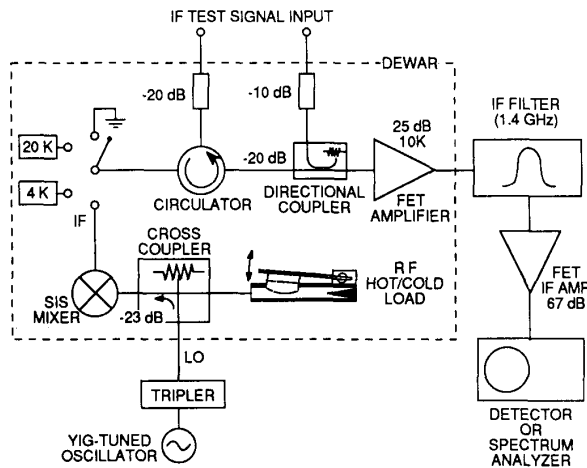 IF TEST SIGNAL INPUT
DEWAR
-20 dB
-10 dB
IF FILTER
(1.4 GHz)
25 dB
10K
20 K
4 K
-20 dB
CIRCULATOR
DIRECTIONAL
COUPLER
FET
AMPLIFIER
IF
CROSS
COUPLER
RF
HOT/COLD
LOAD
SIS
MIXER
-23 dB
FET
IF AMP
67 dB
LO
TRIPLER
YIG-TUNED
OSCILLATOR
DETECTOR
OR
SPECTRUM
ANALYZER